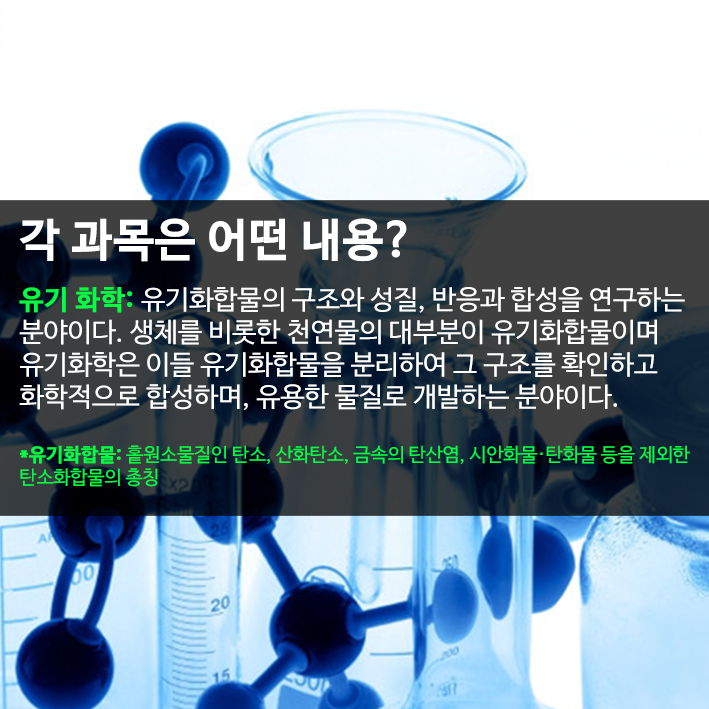 각 과목은 어떤 내용?
유기 화학: 유기화합물의 구조와 성질, 반응과 합성을 연구하는
분야이다. 생체를 비롯한 천연물의 대부분이 유기화합물이며
유기화학은 이들 유기화합물을 분리하여 그 구조를 확인하고
화학적으로 합성하며, 유용한 물질로 개발하는 분야이다.
*유기화합물: 홑원소물질인 탄소, 산화탄소, 금속의 탄산염, 시안화물·탄화물 등을 제외한
탄소화합물의 총칭
25
20
15